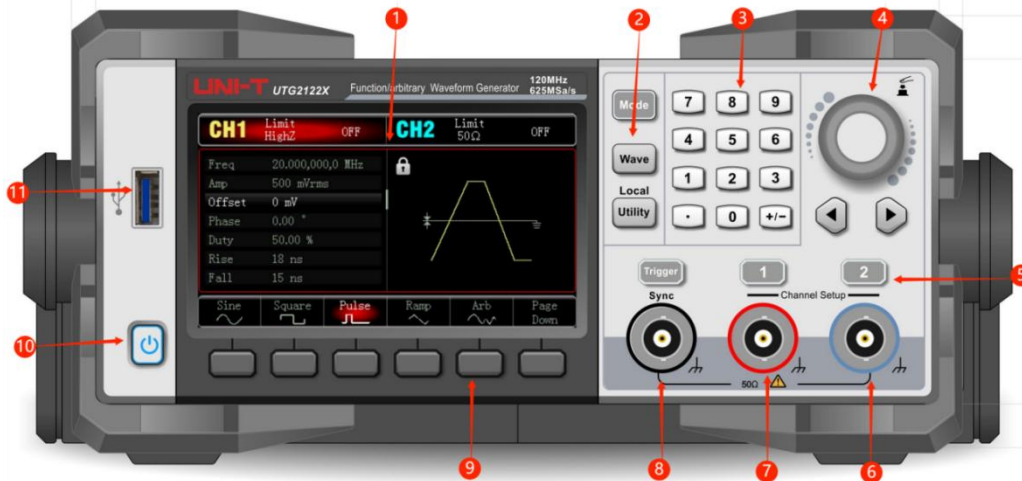 1
2
3
4
UNI-T UTG2122X Function/arbitrary Waveform Generator 120MHz 625MSa/s
CH1 Limit HighZ OFF CH2 Limit 50Ω OFF
Freq 20.000,000,0 MHz
Amp 500 mVrms
Offset 0 mV
Phase 0.00 °
Duty 50.00 %
Rise 18 ns
Fall 15 ns
Sine Square Pulse Ramp Arb Page Down
Mode
Wave
Local
Utility
7 8 9
4 5 6
1 2 3
. 0 +/-
Trigger 1 2
Sync Channel Setup
50Ω
5
11
10
9
8
7
6